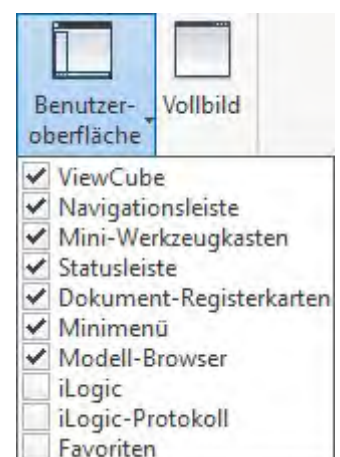 Benutzer-
oberfläche
Vollbild
ViewCube
Navigationsleiste
Mini-Werkzeugkasten
Statusleiste
Dokument-Registerkarten
Minimenü
Modell-Browser
iLogic
iLogic-Protokoll
Favoriten